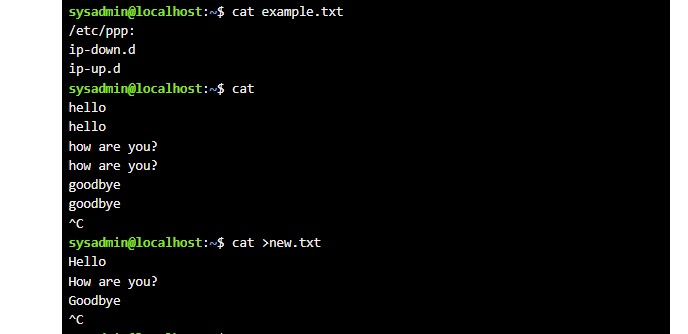 sysadmin@localhost:~$ cat example.txt
/etc/ppp:
ip-down.d
ip-up.d
sysadmin@localhost:~$ cat
hello
hello
how are you?
how are you?
goodbye
goodbye
^C
sysadmin@localhost:~$ cat >new.txt
Hello
How are you?
Goodbye
^C